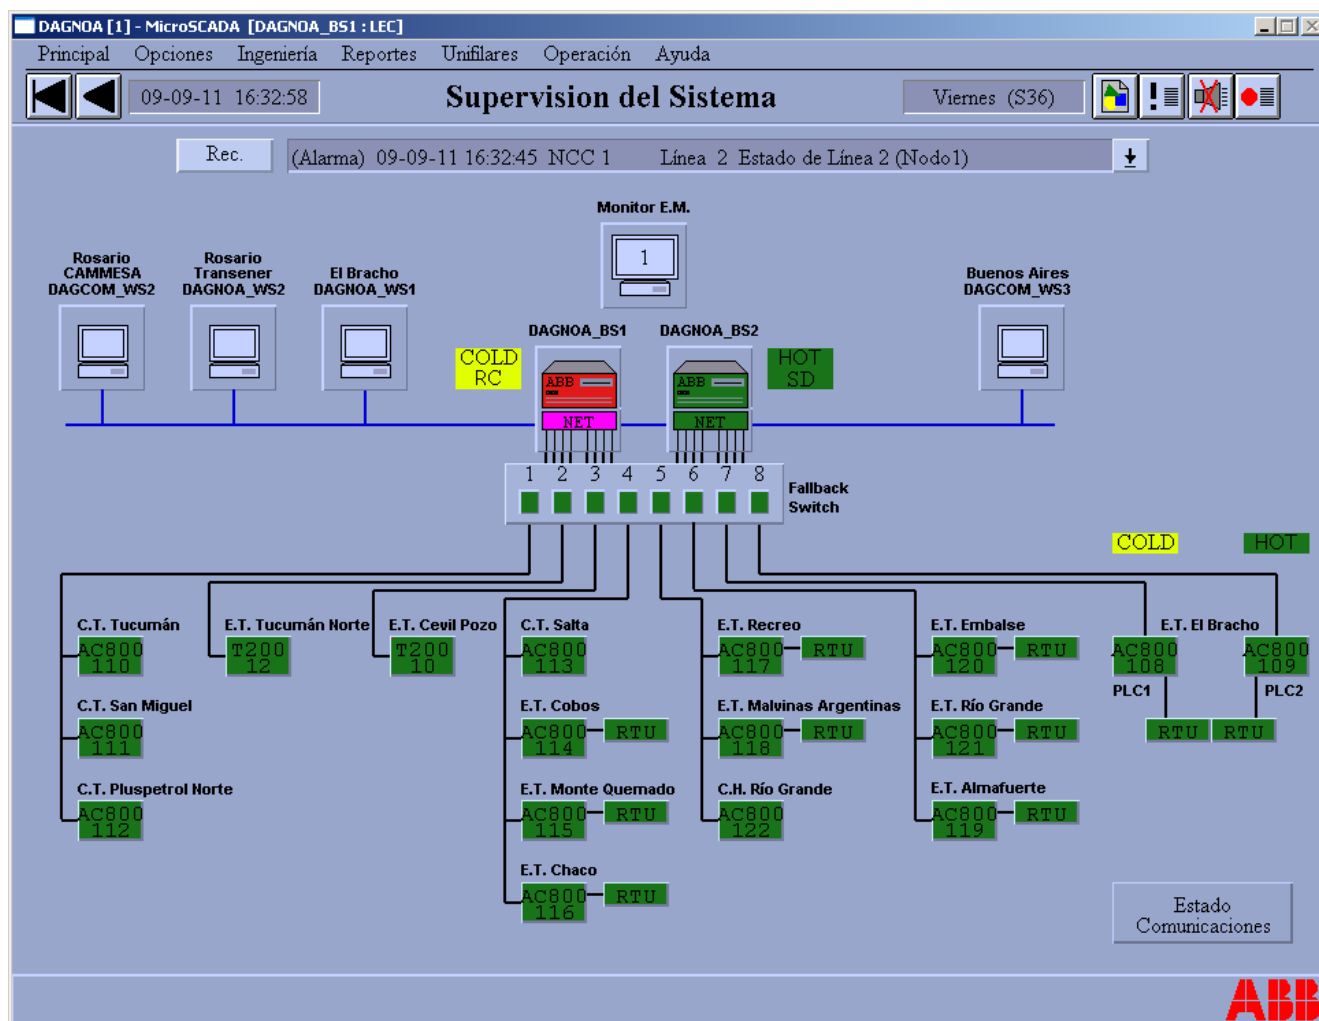 DAGNOA [1] - MicroSCADA [DAGNOA_BS1 : LEC]
Principal Opciones Ingeniería Reportes Unifilares Operación Ayuda
09-09-11 16:32:58 Supervision del Sistema Viernes (S36)
Rec. (Alarma) 09-09-11 16:32:45 NCC 1 Línea 2 Estado de Línea 2 (Nodo1)
Monitor E.M.
1
Rosario
CAMMESA
DAGCOM_WS2
Rosario
Transener
DAGNOA_WS2
El Bracho
DAGNOA_WS1
Buenos Aires
DAGCOM_WS3
DAGNOA_BS1 DAGNOA_BS2
COLD
RC
ABB
NET
ABB
NET
HOT
SD
1 2 3 4 5 6 7 8
Fallback
Switch
COLD HOT
C.T. Tucumán
AC800
110
E.T. Tucumán Norte
T200
12
E.T. Cevil Pozo
T200
10
C.T. Salta
AC800
113
E.T. Recreo
AC800
117
RTU
E.T. Embalse
AC800
120
RTU
E.T. El Bracho
AC800
108
AC800
109
PLC1 PLC2
RTU RTU
C.T. San Miguel
AC800
111
E.T. Cobos
AC800
114
RTU
E.T. Malvinas Argentinas
AC800
118
RTU
E.T. Río Grande
AC800
121
RTU
C.T. Pluspetrol Norte
AC800
112
E.T. Monte Quemado
AC800
115
RTU
C.H. Río Grande
AC800
122
E.T. Almafuerte
AC800
119
RTU
E.T. Chaco
AC800
116
RTU
Estado
Comunicaciones
ABB